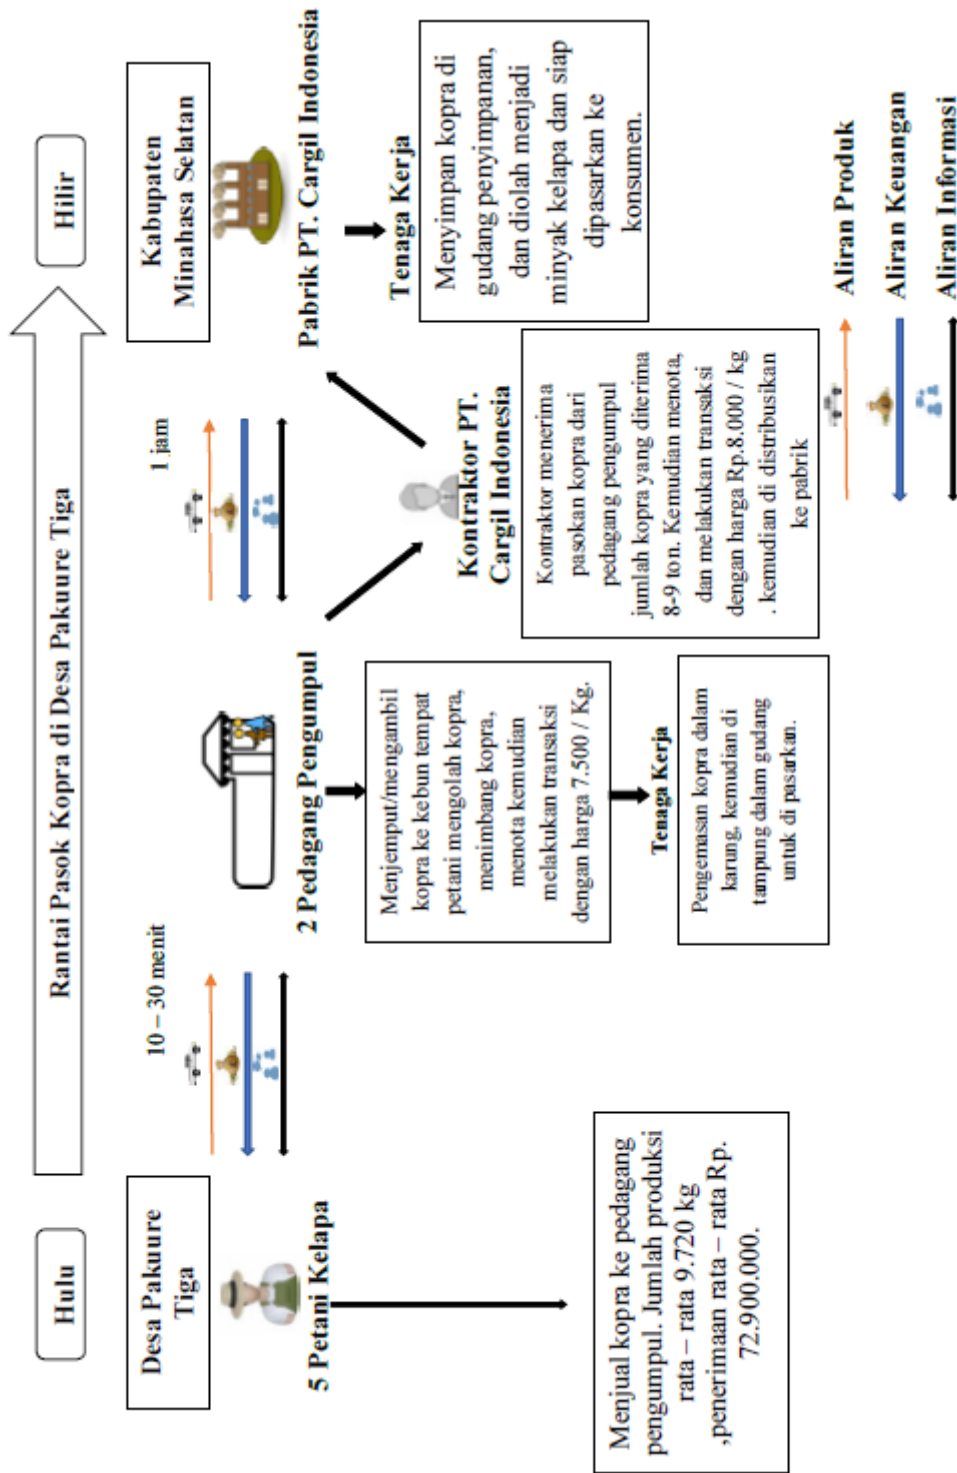 Rantai Pasok Kopra di Desa Pakuure Tiga
Hulu
Hilir
Desa Pakuure
Tiga
5 Petani Kelapa
Menjual kopra ke pedagang
pengumpul. Jumlah produksi
rata – rata 9.720 kg
,penerimaan rata – rata Rp.
72.900.000.
10 – 30 menit
2 Pedagang Pengumpul
Menjemput/mengambil
kopra ke kebun tempat
petani mengolah kopra,
menimbang kopra,
menota kemudian
melakukan transaksi
dengan harga 7.500 / Kg.
Tenaga Kerja
Pengemasan kopra dalam
karung, kemudian di
tampung dalam gudang
untuk di pasarkan.
1 jam
Kontraktor PT.
Cargil Indonesia
Kontraktor menerima
pasokan kopra dari
pedagang pengumpul
jumlah kopra yang diterima
8-9 ton. Kemudian menota,
dan melakukan transaksi
dengan harga Rp.8.000 / kg
. kemudian di distribusikan
ke pabrik
Kabupaten
Minahasa Selatan
Pabrik PT. Cargil Indonesia
Tenaga Kerja
Menyimpan kopra di
gudang penyimpanan,
dan diolah menjadi
minyak kelapa dan siap
dipasarkan ke
konsumen.
Aliran Produk
Aliran Keuangan
Aliran Informasi